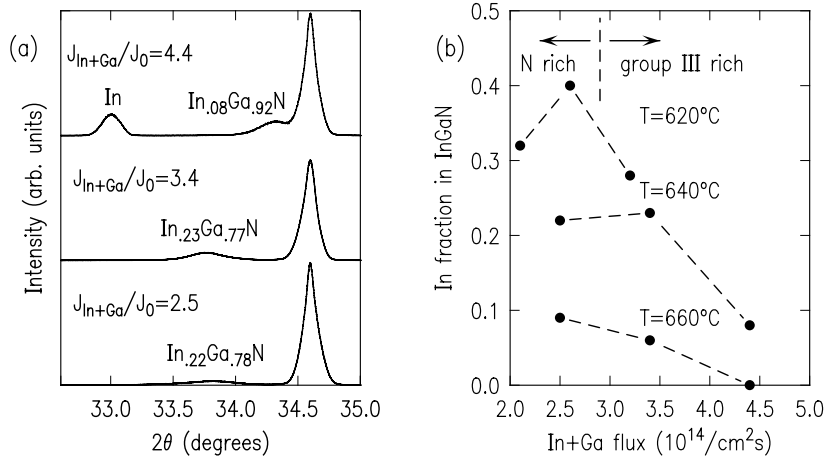 (a)
J_In+Ga/J_0=4.4
In
In.08Ga.92N
J_In+Ga/J_0=3.4
In.23Ga.77N
J_In+Ga/J_0=2.5
In.22Ga.78N
Intensity (arb. units)
33.0 33.5 34.0 34.5 35.0
2θ (degrees)
(b)
0.5
0.4
0.3
0.2
0.1
0.0
In fraction in InGaN
N rich
group III rich
T=620°C
T=640°C
T=660°C
2.0 2.5 3.0 3.5 4.0 4.5 5.0
In+Ga flux (10^14/cm^2s)